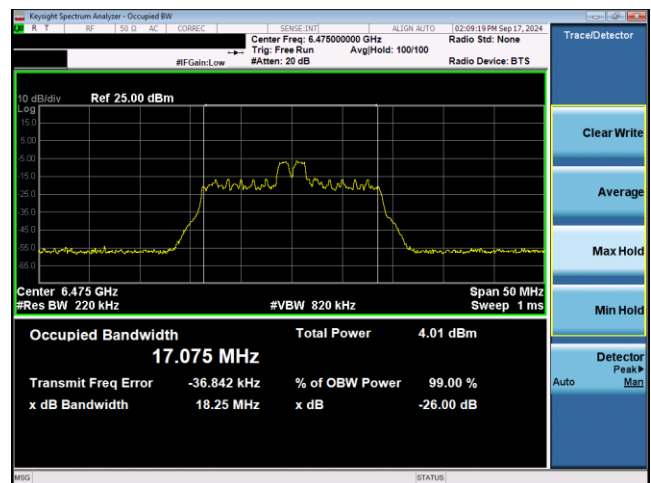 Keysight Spectrum Analyzer - Occupied BW
R T RF 50 Ω AC CORREC SENSE:INT ALIGN AUTO 02:09:19 PM Sep 17, 2024
Center Freq: 6.475000000 GHz Radio Std: None
Trig: Free Run Avg|Hold: 100/100
#IFGain:Low #Atten: 20 dB Radio Device: BTS
Trace/Detector
10 dB/div Ref 25.00 dBm
Log
15.0
5.00
-5.00
-15.0
-25.0
-35.0
-45.0
-55.0
-65.0
Center 6.475 GHz Span 50 MHz
#Res BW 220 kHz #VBW 820 kHz Sweep 1 ms
Occupied Bandwidth Total Power 4.01 dBm
17.075 MHz
Transmit Freq Error -36.842 kHz % of OBW Power 99.00 %
x dB Bandwidth 18.25 MHz x dB -26.00 dB
Clear Write
Average
Max Hold
Min Hold
Detector
Peak▶
Auto Man
MSG STATUS